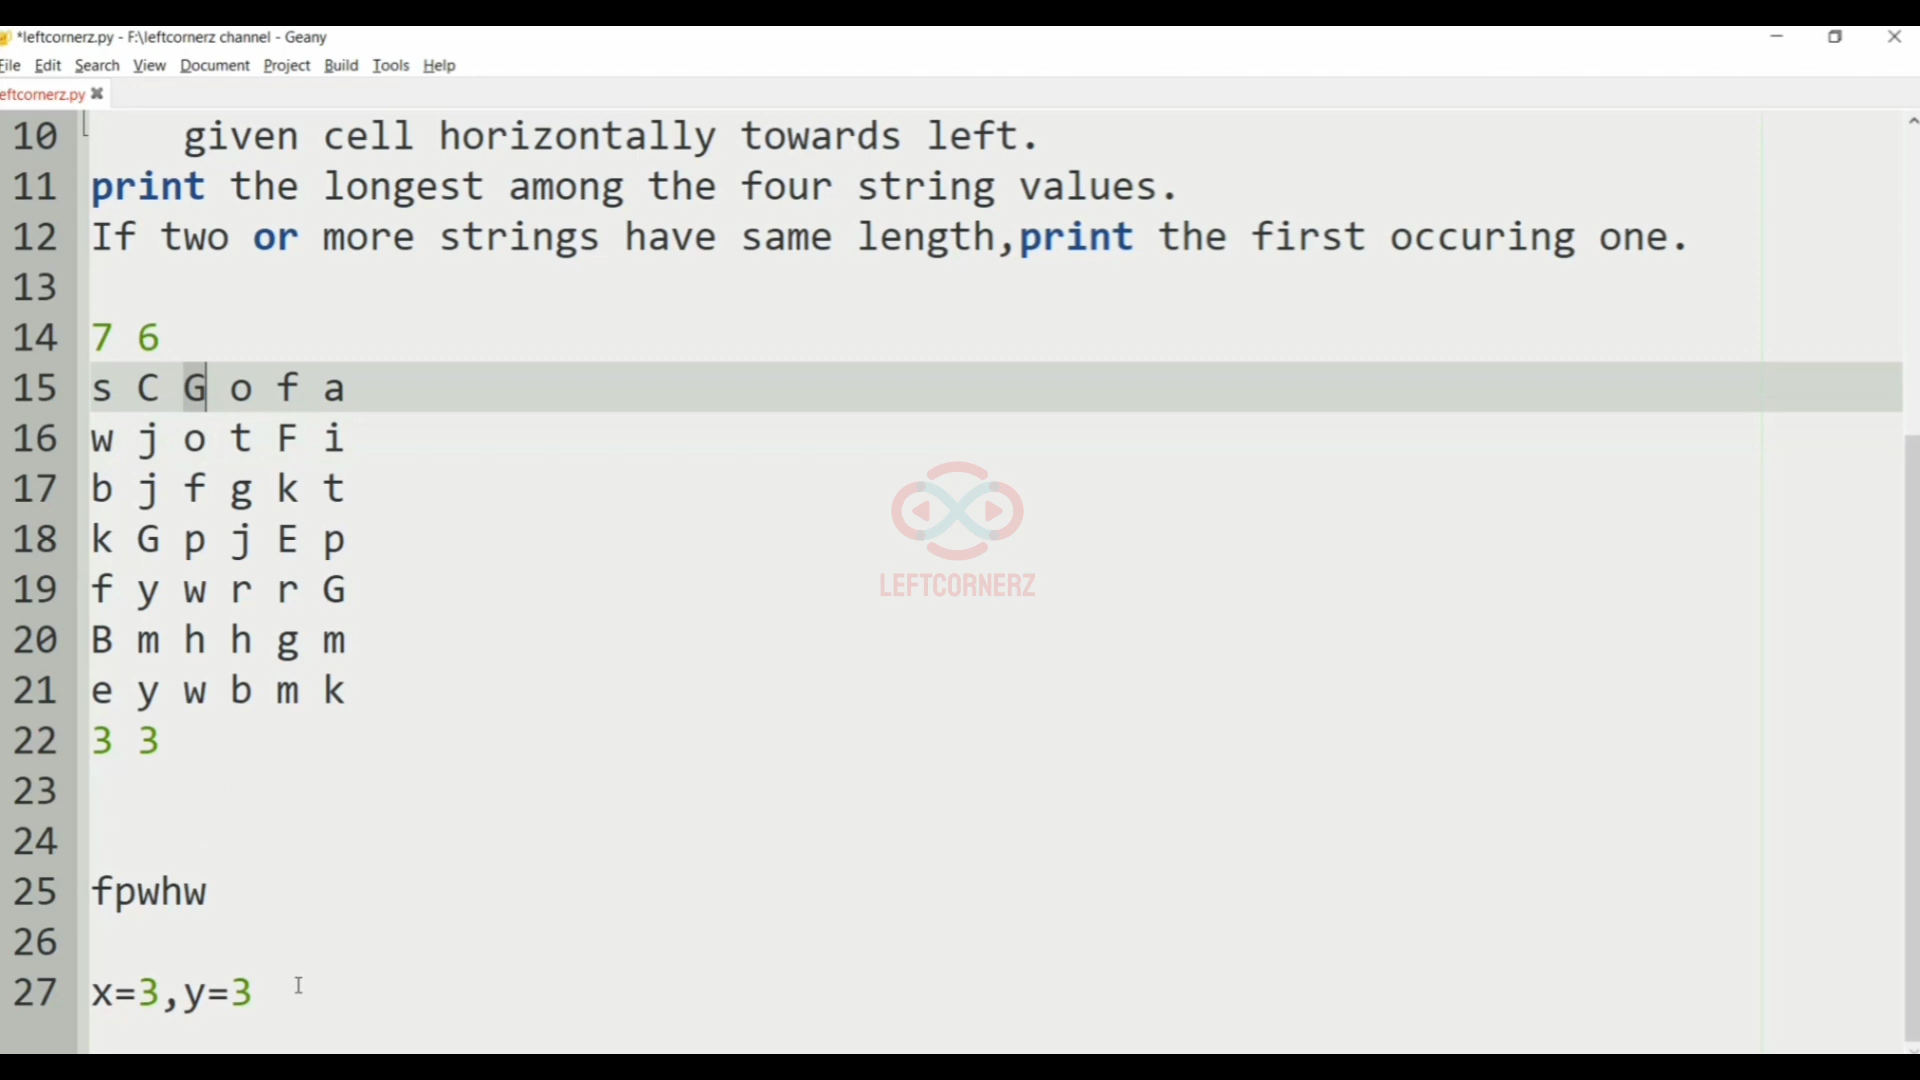 *leftcornerz.py - F:\leftcornerz channel - Geany
File Edit Search View Document Project Build Tools Help
eftcornerz.py
10 given cell horizontally towards left.
11 print the longest among the four string values.
12 If two or more strings have same length,print the first occuring one.
13
14 7 6
15 s C G o f a
16 w j o t F i
17 b j f g k t
18 k G p j E p
19 f y w r r G
20 B m h h g m
21 e y w b m k
22 3 3
23
24
25 fpwhw
26
27 x=3,y=3
LEFTCORNERZ